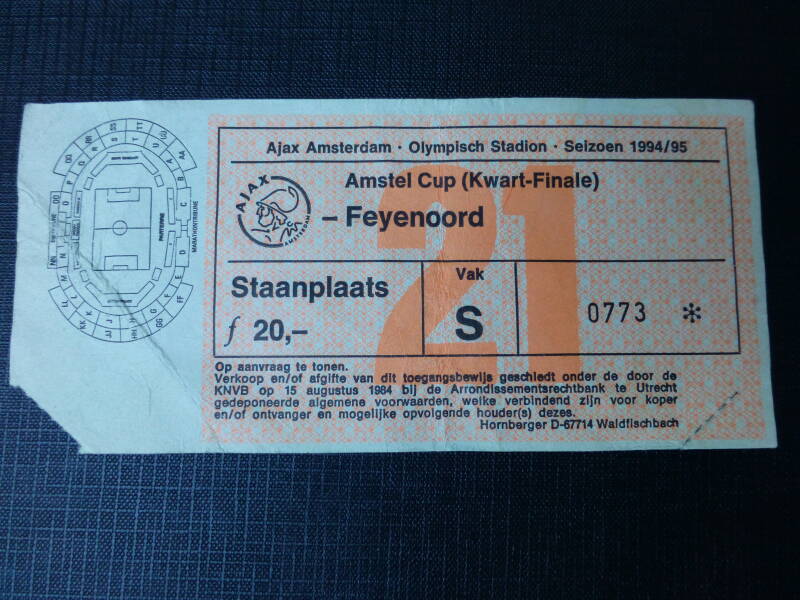 Ajax Amsterdam · Olympisch Stadion · Seizoen 1994/95
21
AJAX
AMSTERDAM
Amstel Cup (Kwart-Finale)
– Feyenoord
Staanplaats
ƒ 20,–
Vak
S
0773 *
Op aanvraag te tonen.
Verkoop en/of afgifte van dit toegangsbewijs geschiedt onder de door de
KNVB op 15 augustus 1984 bij de Arrondissementsrechtbank te Utrecht
gedeponeerde algemene voorwaarden, welke verbindend zijn voor koper
en/of ontvanger en mogelijke opvolgende houder(s) dezes.
Hornberger D-67714 Waldfischbach
MARATHONTRIBUNE